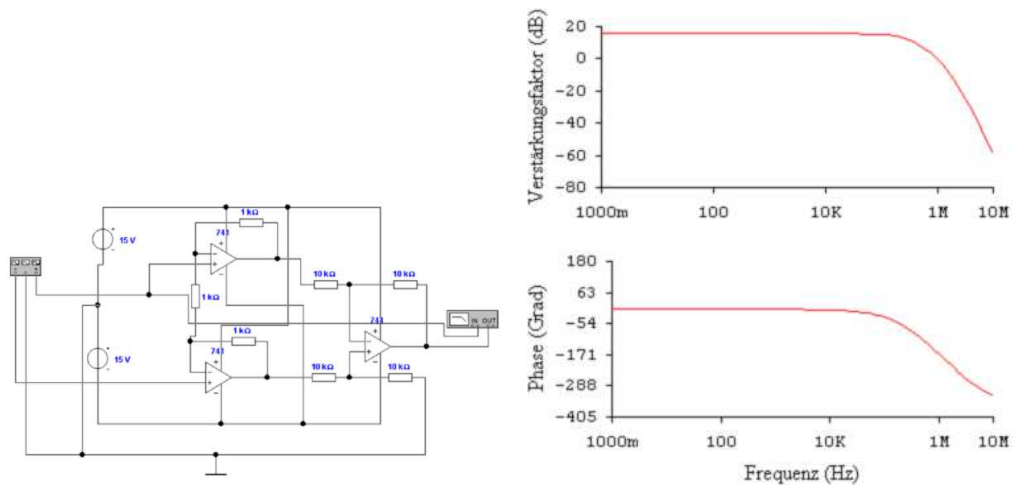 1 kΩ
741
15 V
10 kΩ
10 kΩ
1 kΩ
IN OUT
741
1 kΩ
741
15 V
10 kΩ
10 kΩ
Verstärkungsfaktor (dB)
20
0
-20
-40
-60
-80
1000m
100
10K
1M
10M
Phase (Grad)
180
63
-54
-171
-288
-405
1000m
100
10K
1M
10M
Frequenz (Hz)